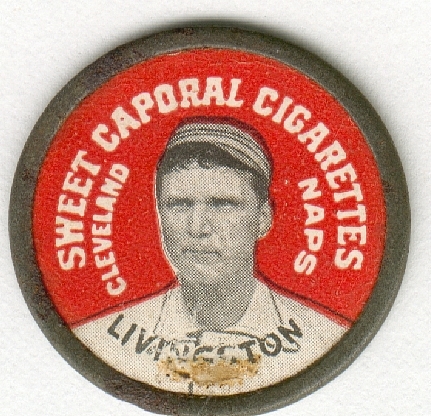 SWEET CAPORAL CIGARETTES
CLEVELAND
NAPS
LIVINGSTON